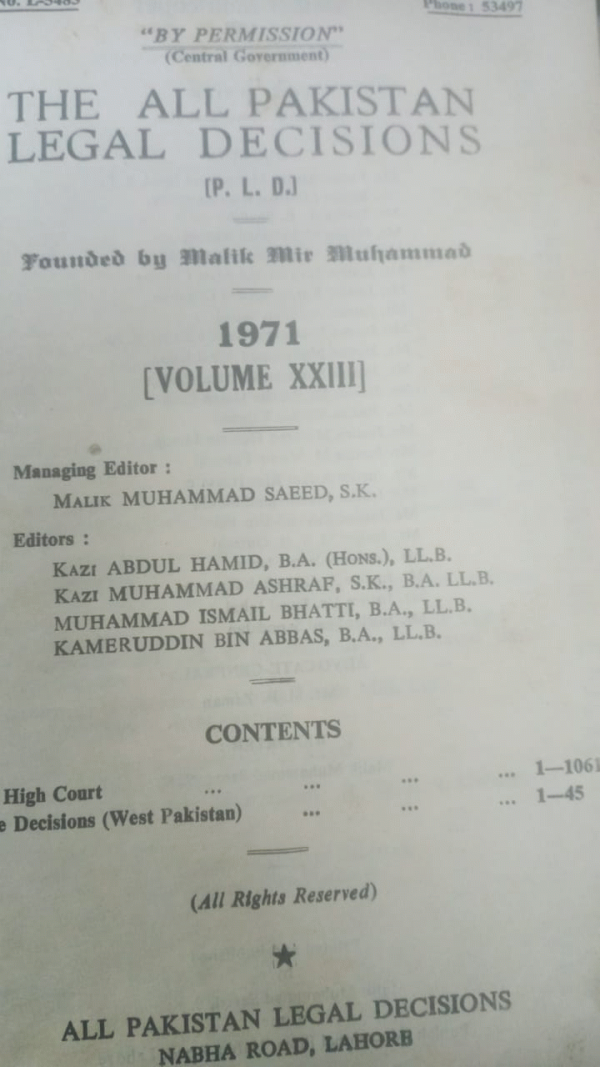 Phone: 53497
"BY PERMISSION"
(Central Government)
THE ALL PAKISTAN
LEGAL DECISIONS
[P. L. D.]
Founded by Malik Mir Muhammad
1971
[VOLUME XXIII]
Managing Editor :
MALIK MUHAMMAD SAEED, S.K.
Editors :
KAZI ABDUL HAMID, B.A. (HONS.), LL.B.
KAZI MUHAMMAD ASHRAF, S.K., B.A. LL.B.
MUHAMMAD ISMAIL BHATTI, B.A., LL.B.
KAMERUDDIN BIN ABBAS, B.A., LL.B.
CONTENTS
High Court ... ... ... ... 1—1061
Decisions (West Pakistan) ... ... ... 1—45
(All Rights Reserved)
ALL PAKISTAN LEGAL DECISIONS
NABHA ROAD, LAHORE